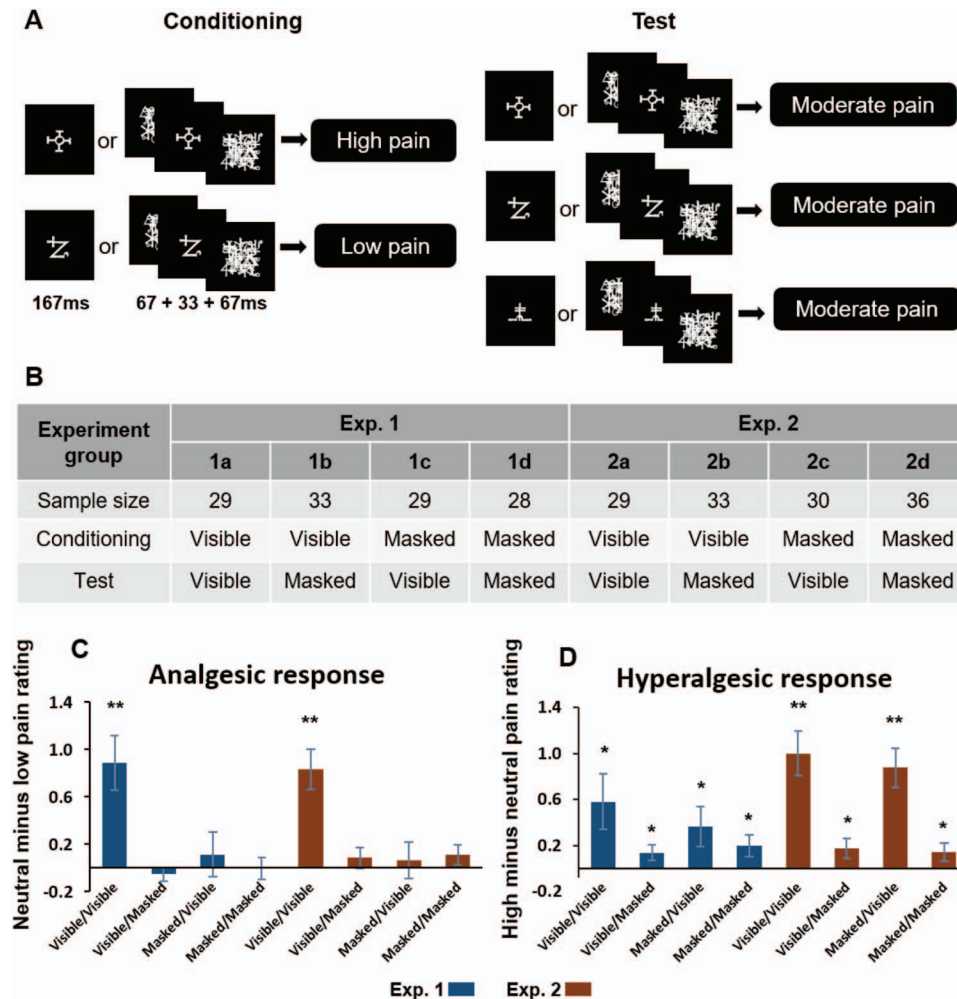 A
Conditioning
Test
or
High pain
or
Low pain
167ms
67 + 33 + 67ms
or
Moderate pain
or
Moderate pain
or
Moderate pain
B
Experiment group Exp. 1 Exp. 2
1a 1b 1c 1d 2a 2b 2c 2d
Sample size 29 33 29 28 29 33 30 36
Conditioning Visible Visible Masked Masked Visible Visible Masked Masked
Test Visible Masked Visible Masked Visible Masked Visible Masked
C
Analgesic response
Neutral minus low pain rating
1.4
1.0
0.6
0.2
-0.2
** **
Visible/Visible
Visible/Masked
Masked/Visible
Masked/Masked
Visible/Visible
Visible/Masked
Masked/Visible
Masked/Masked
D
Hyperalgesic response
High minus neutral pain rating
1.4
1.0
0.6
0.2
-0.2
* * * * ** * ** *
Visible/Visible
Visible/Masked
Masked/Visible
Masked/Masked
Visible/Visible
Visible/Masked
Masked/Visible
Masked/Masked
Exp. 1 Exp. 2